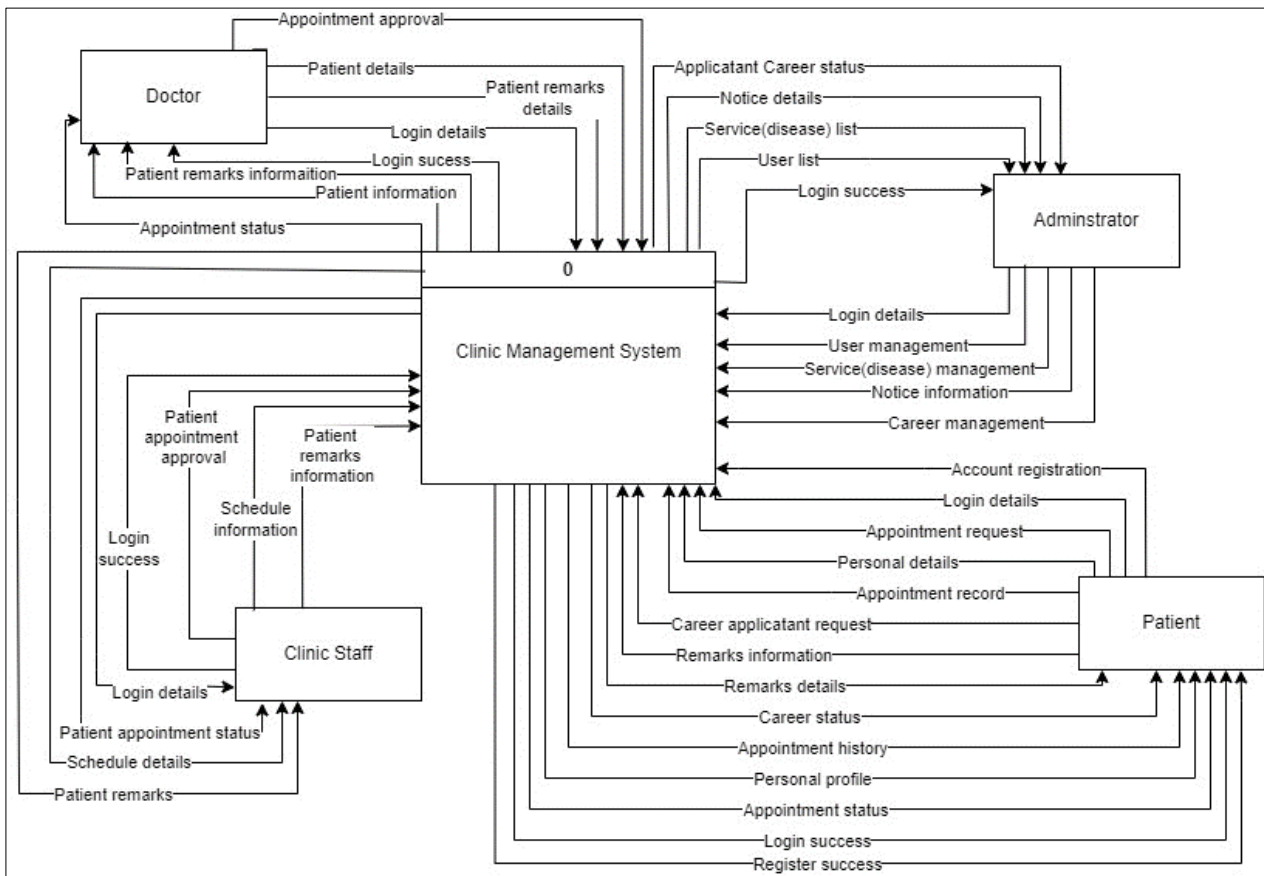 Appointment approval
Doctor
Patient details
Patient remarks
details
Login details
Login sucess
Patient remarks informaition
Patient information
Appointment status
Applicatant Career status
Notice details
Service(disease) list
User list
Login success
Adminstrator
0
Clinic Management System
Login details
User management
Service(disease) management
Notice information
Career management
Patient
appointment
approval
Patient
remarks
information
Schedule
information
Login
success
Clinic Staff
Login details
Patient appointment status
Schedule details
Patient remarks
Account registration
Login details
Appointment request
Personal details
Appointment record
Career applicatant request
Patient
Remarks information
Remarks details
Career status
Appointment history
Personal profile
Appointment status
Login success
Register success